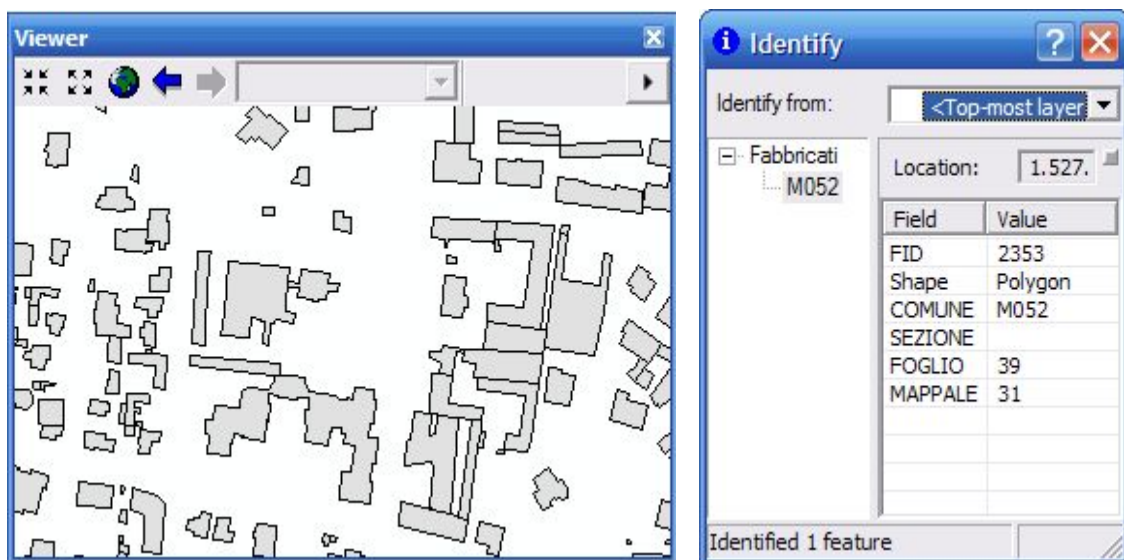 Viewer
Identify
Identify from:
<Top-most layer
Fabbricati
M052
Location: 1.527.
Field Value
FID 2353
Shape Polygon
COMUNE M052
SEZIONE
FOGLIO 39
MAPPALE 31
Identified 1 feature